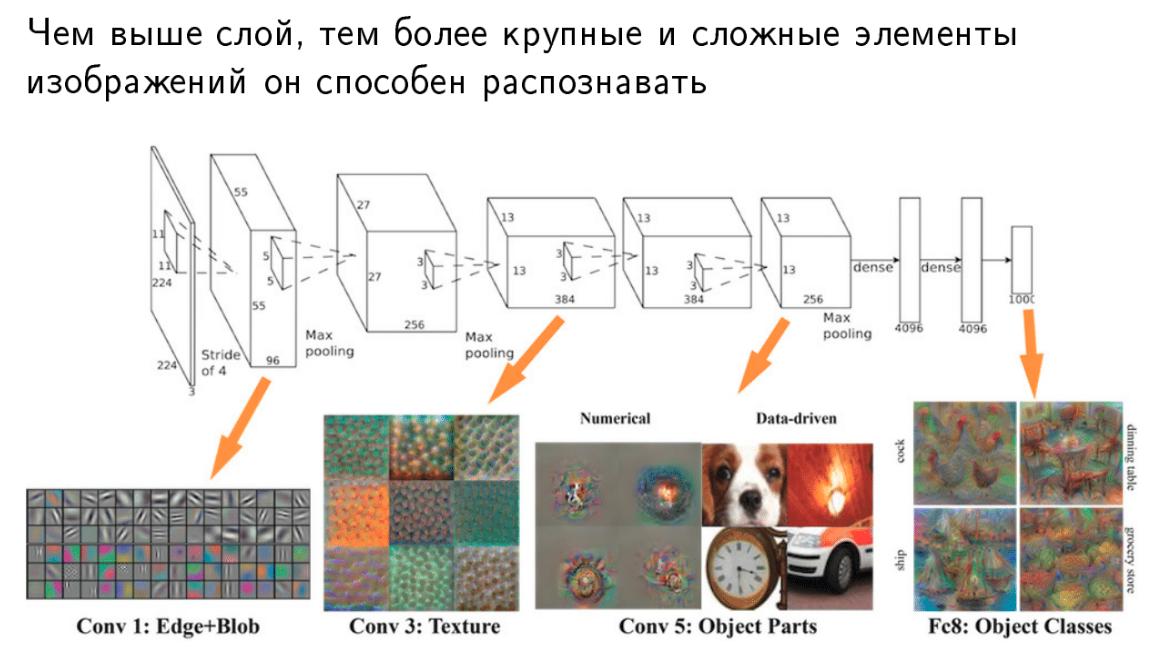 Чем выше слой, тем более крупные и сложные элементы
изображений он способен распознавать
11
11
224
224
3
Stride
of 4
55
55
5
5
96
Max
pooling
27
27
3
3
256
Max
pooling
13
13
3
3
384
13
13
3
3
384
13
13
256
Max
pooling
dense
4096
dense
4096
1000
Numerical
Data-driven
cock
dinning table
ship
grocery store
Conv 1: Edge+Blob
Conv 3: Texture
Conv 5: Object Parts
Fc8: Object Classes